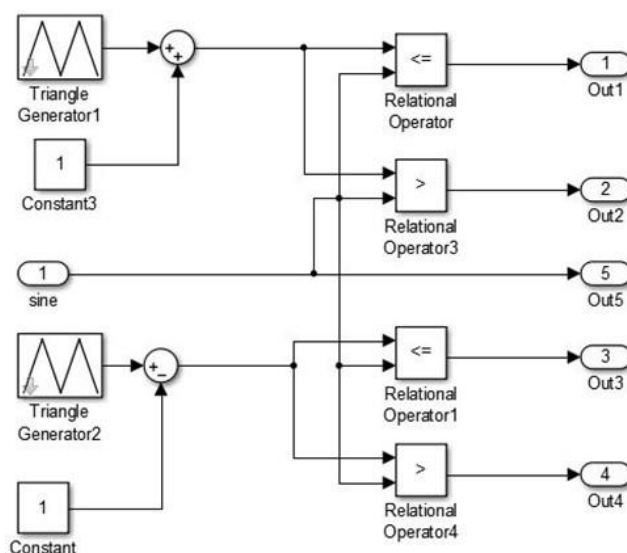 +
+
Triangle
Generator1
1
Constant3
<=
Relational
Operator
1
Out1
>
Relational
Operator3
2
Out2
1
sine
5
Out5
Triangle
Generator2
+
−
1
Constant
<=
Relational
Operator1
3
Out3
>
Relational
Operator4
4
Out4